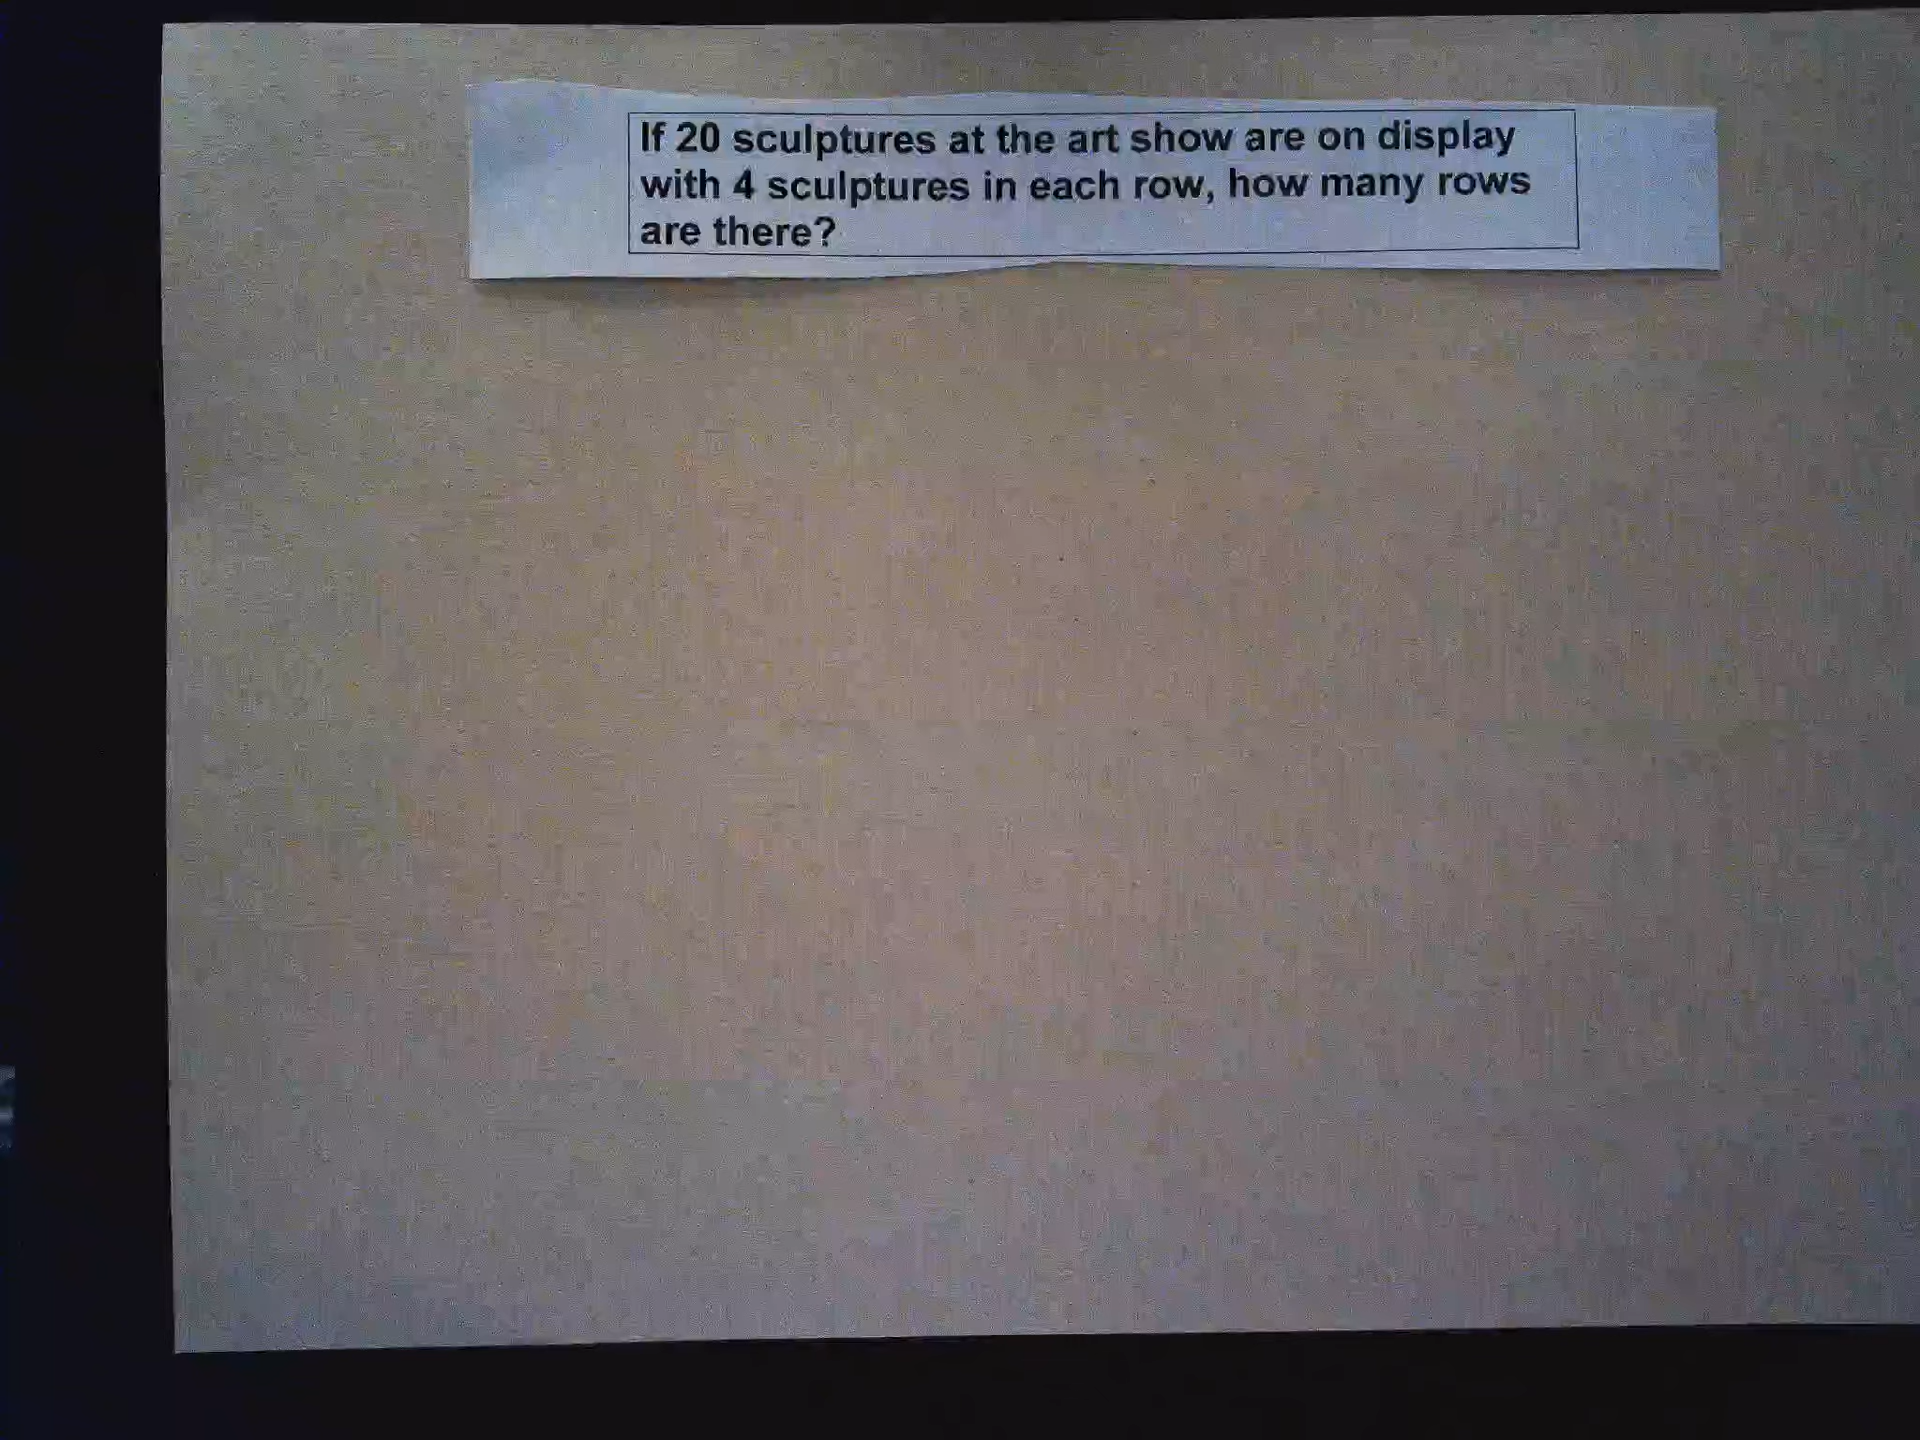 If 20 sculptures at the art show are on display
with 4 sculptures in each row, how many rows
are there?